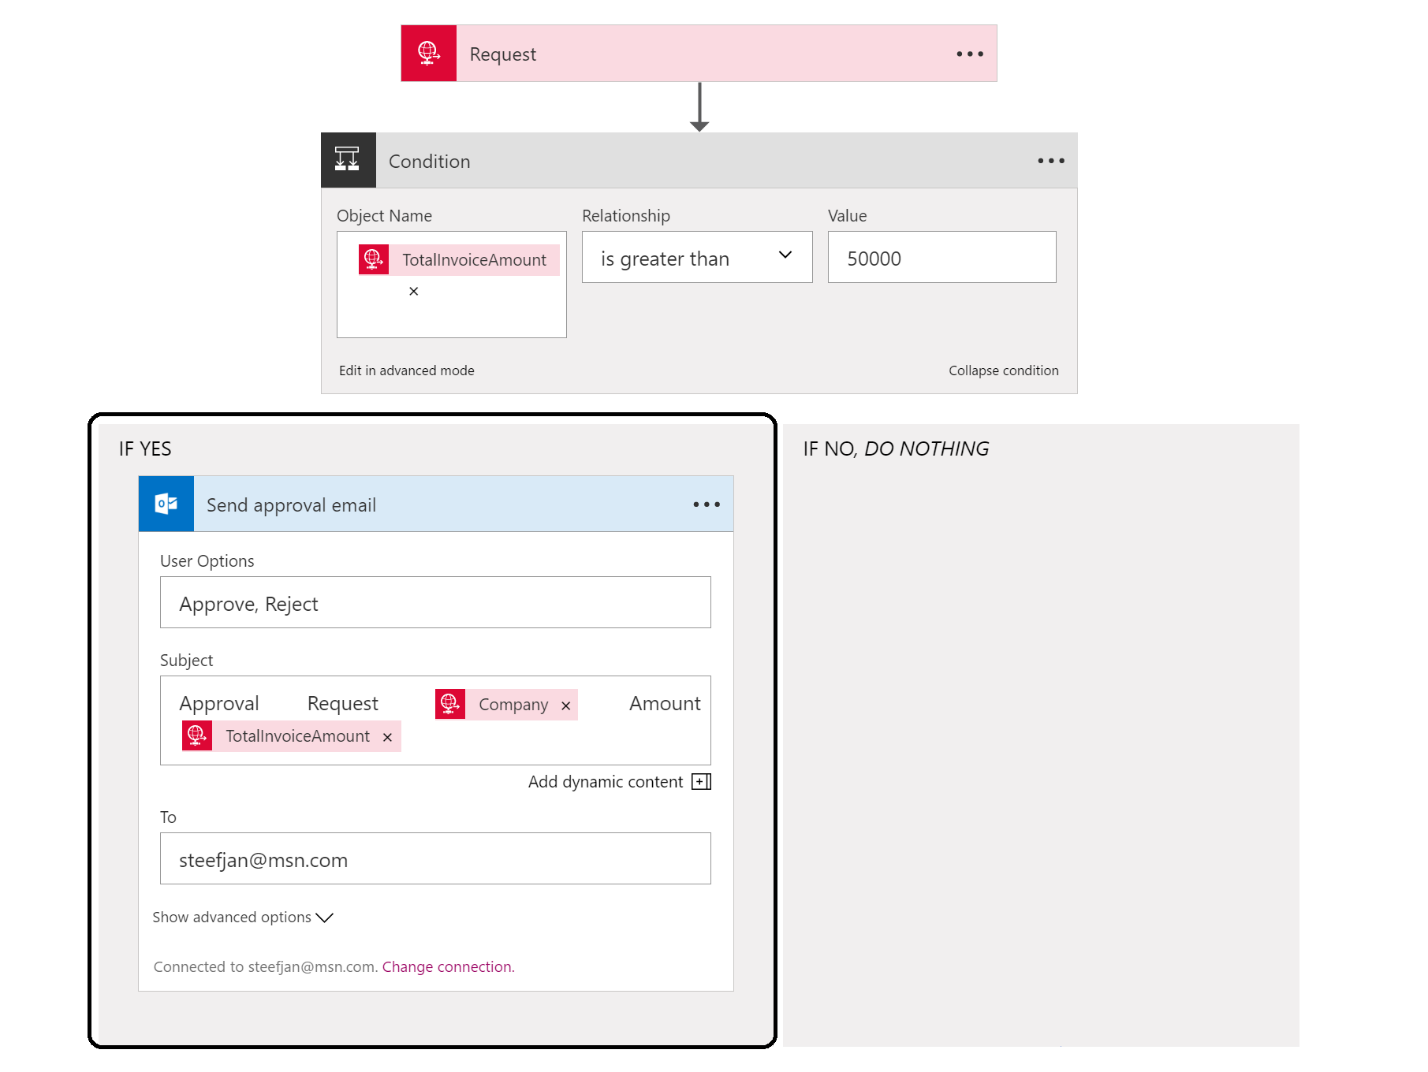 Request
Condition
Object Name Relationship Value
TotalInvoiceAmount is greater than 50000
×
Edit in advanced mode Collapse condition
IF YES
Send approval email
User Options
Approve, Reject
Subject
Approval Request Company × Amount
TotalInvoiceAmount ×
Add dynamic content
To
steefjan@msn.com
Show advanced options
Connected to steefjan@msn.com. Change connection.
IF NO, DO NOTHING